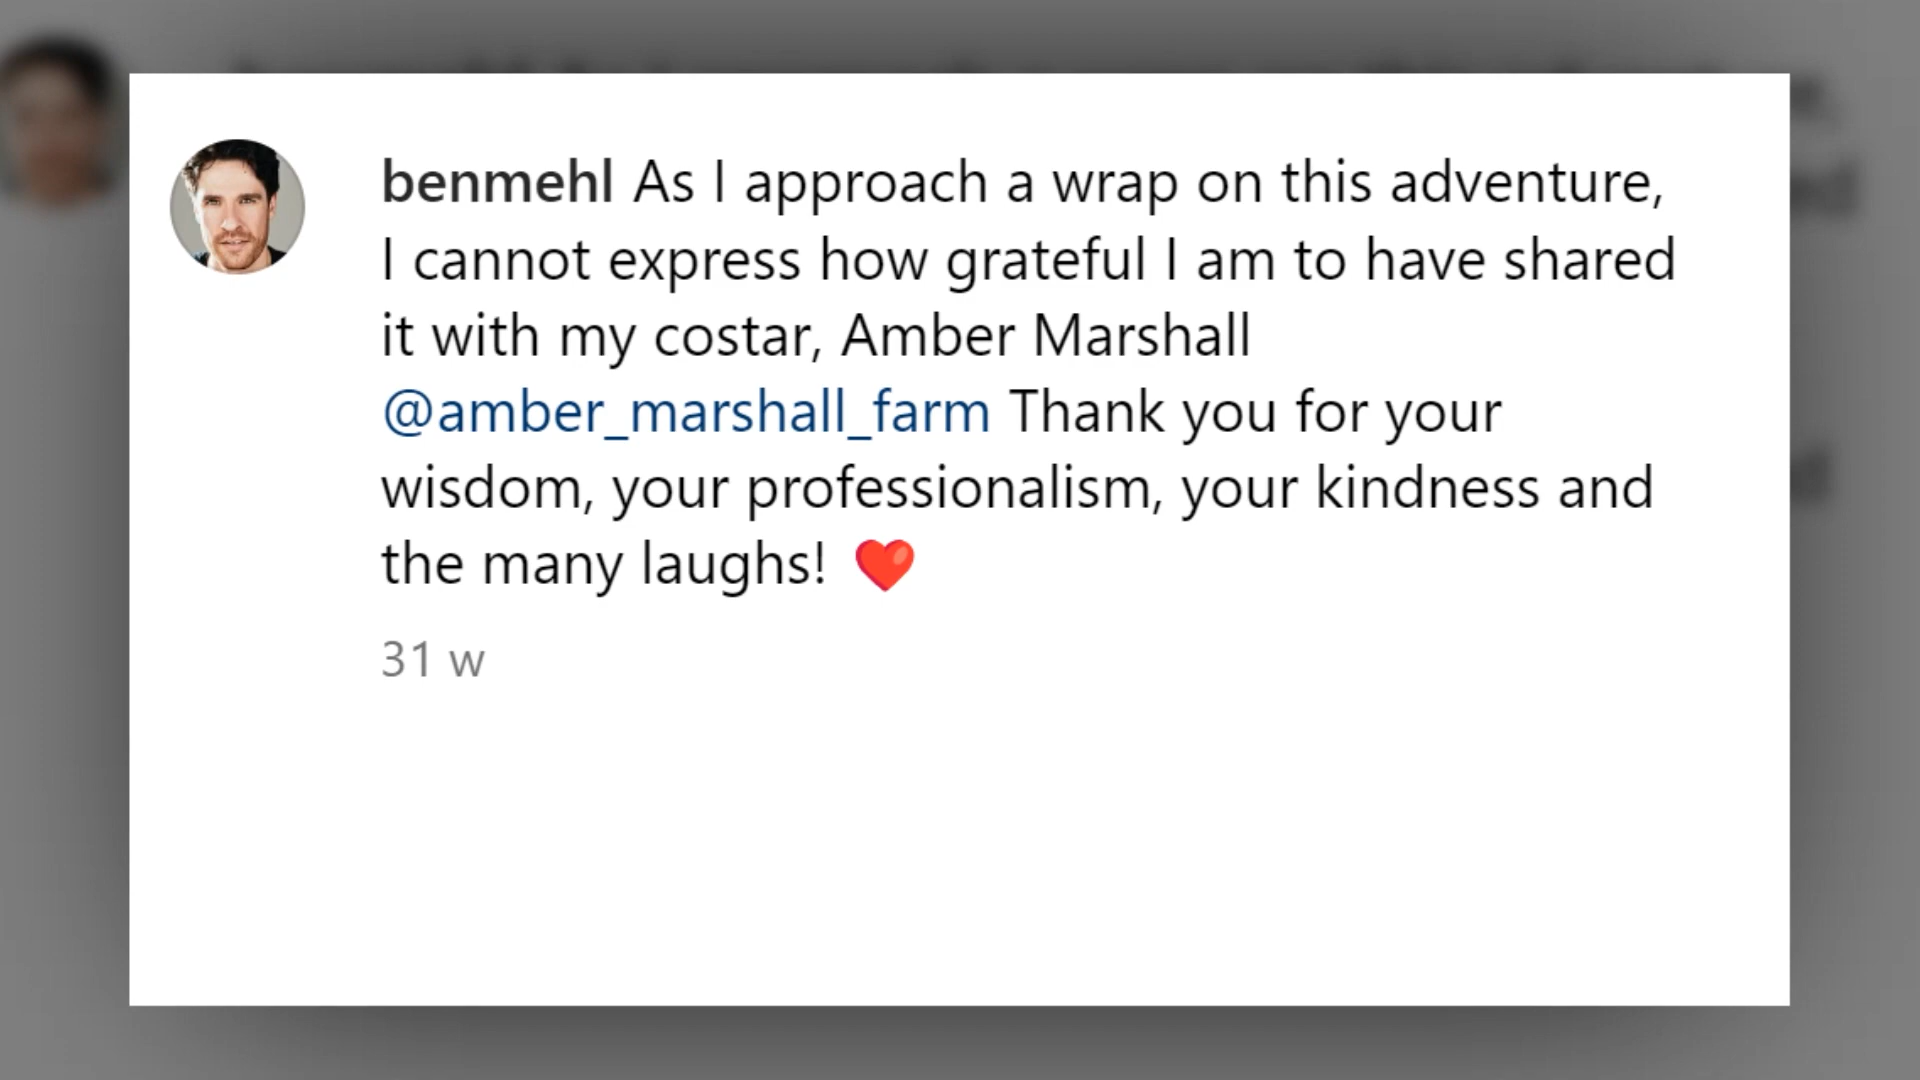 benmehl As I approach a wrap on this adventure,
I cannot express how grateful I am to have shared
it with my costar, Amber Marshall
@amber_marshall_farm Thank you for your
wisdom, your professionalism, your kindness and
the many laughs! ❤️
31 w